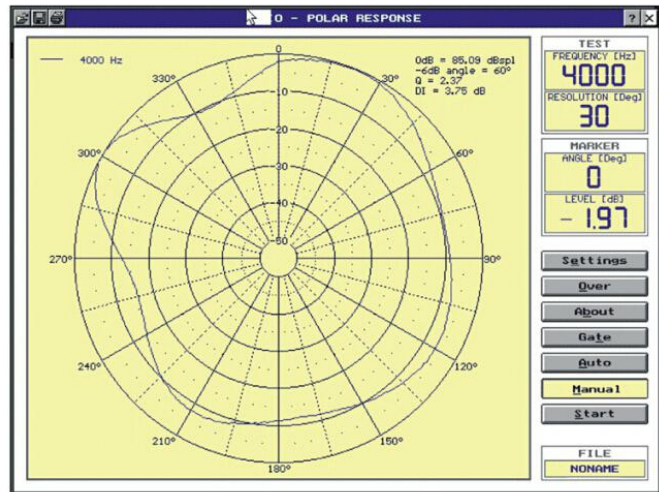 O - POLAR RESPONSE
? ×
4000 Hz
0dB = 85.09 dBspl
-6dB angle = 60°
Q = 2.37
DI = 3.75 dB
0
330°
30°
-10
300°
60°
-20
-30
-40
-50
270°
90°
240°
120°
210°
150°
180°
TEST
FREQUENCY [Hz]
4000
RESOLUTION [Deg]
30
MARKER
ANGLE [Deg]
0
LEVEL [dB]
-1.97
Settings
Over
About
Gate
Auto
Manual
Start
FILE
NONAME